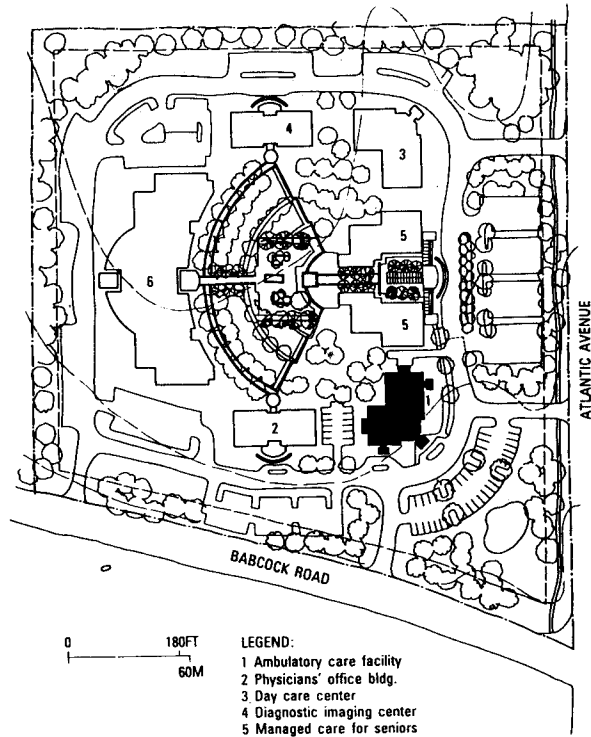 4
3
5
6
5
1
2
ATLANTIC AVENUE
BABCOCK ROAD
0 180FT
60M
LEGEND:
1 Ambulatory care facility
2 Physicians' office bldg.
3 Day care center
4 Diagnostic imaging center
5 Managed care for seniors